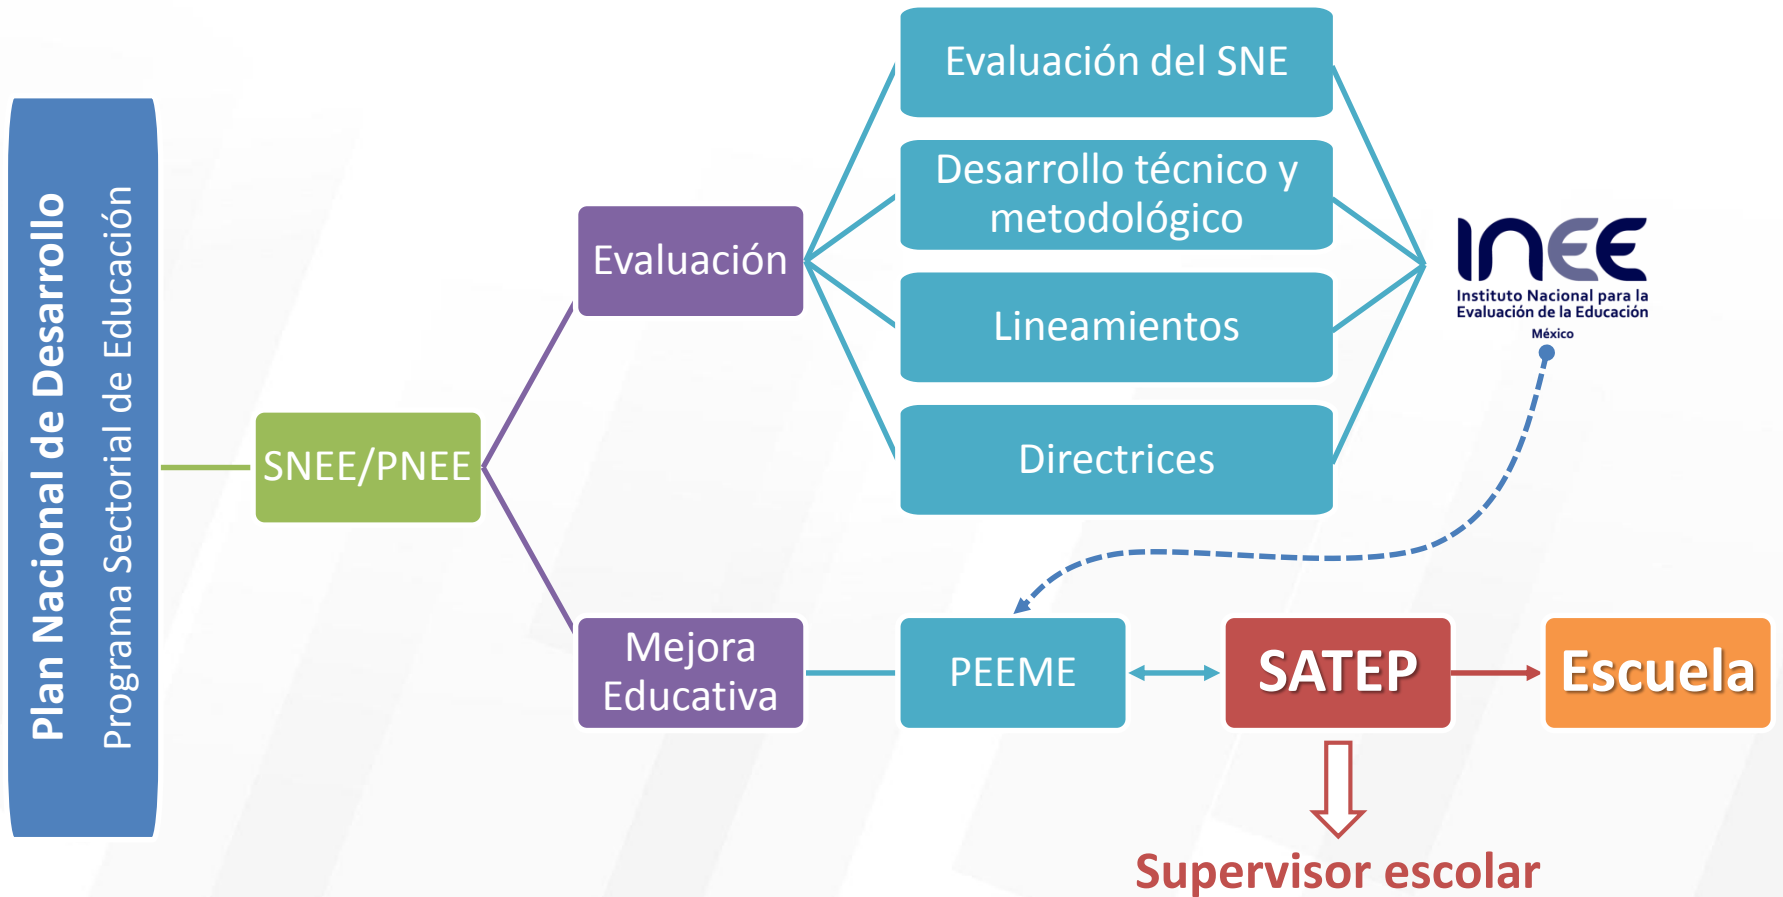 Plan Nacional de Desarrollo
Programa Sectorial de Educación
SNEE/PNEE
Evaluación
Evaluación del SNE
Desarrollo técnico y
metodológico
Lineamientos
Directrices
INEE
Instituto Nacional para la
Evaluación de la Educación
México
Mejora
Educativa
PEEME
SATEP
Escuela
Supervisor escolar